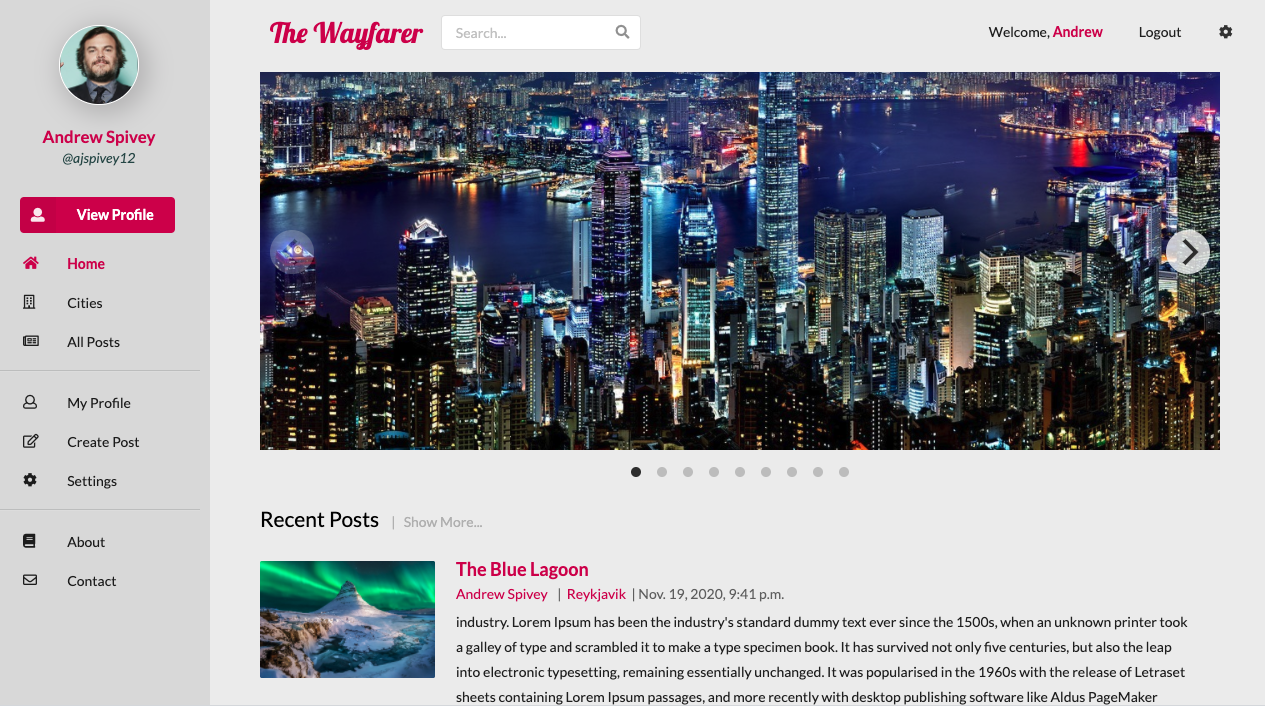 The Wayfarer
Search...
Welcome, Andrew
Logout
Andrew Spivey
@ajspivey12
View Profile
Home
Cities
All Posts
My Profile
Create Post
Settings
About
Contact
Recent Posts | Show More...
The Blue Lagoon
Andrew Spivey | Reykjavik | Nov. 19, 2020, 9:41 p.m.
industry. Lorem Ipsum has been the industry's standard dummy text ever since the 1500s, when an unknown printer took
a galley of type and scrambled it to make a type specimen book. It has survived not only five centuries, but also the leap
into electronic typesetting, remaining essentially unchanged. It was popularised in the 1960s with the release of Letraset
sheets containing Lorem Ipsum passages, and more recently with desktop publishing software like Aldus PageMaker